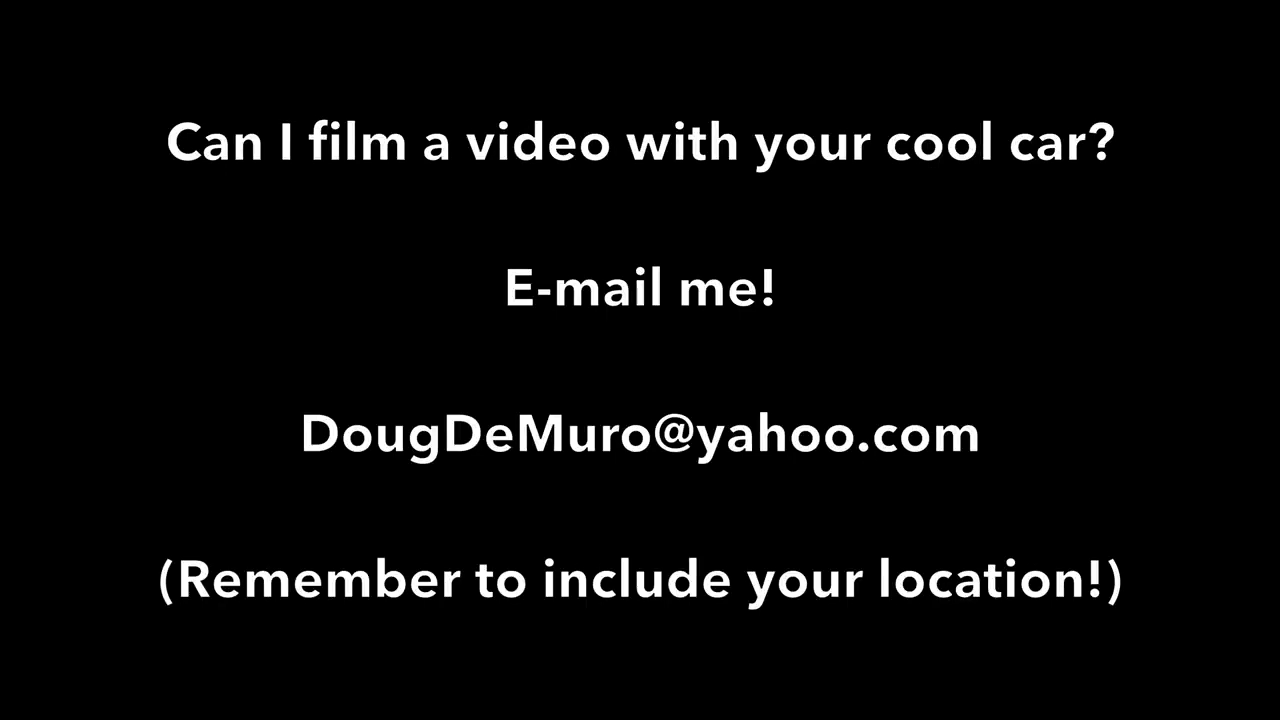 Can I film a video with your cool car?
E-mail me!
DougDeMuro@yahoo.com
(Remember to include your location!)